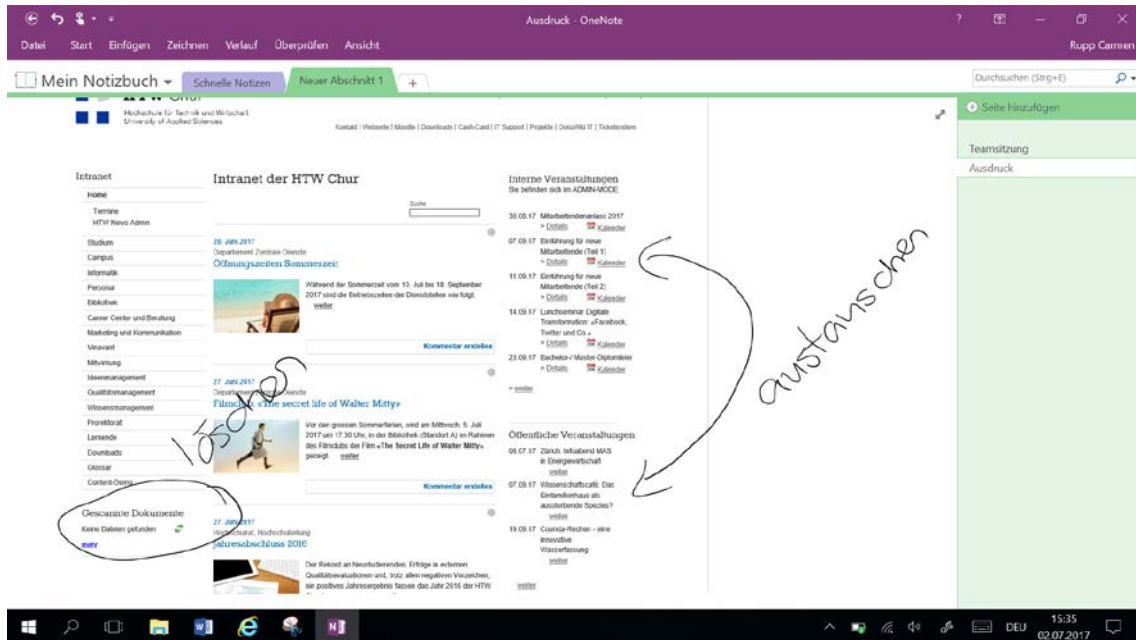 Ausdruck - OneNote
?
Datei Start Einfügen Zeichnen Verlauf Überprüfen Ansicht
Rupp Carmen
Mein Notizbuch
Schnelle Notizen
Neuer Abschnitt 1
+
Durchsuchen (Strg+E)
Seite hinzufügen
Teamsitzung
Ausdruck
HTW Chur
Hochschule für Technik und Wirtschaft
University of Applied Sciences
Kontakt | Webseite | Moodle | Downloads | Cash-Card | IT Support | Projekte | DokuWiki IT | Ticketsystem
Intranet
Home
Termine
HTW News Admin
Studium
Campus
Informatik
Personal
Bibliothek
Career Center und Beratung
Marketing und Kommunikation
Vinavant
Mitwirkung
Ideenmanagement
Qualitätsmanagement
Wissensmanagement
Prorektorat
Lernende
Downloads
Glossar
Content-Demo
Gescannte Dokumente
Keine Dateien gefunden
mehr
löschen
Intranet der HTW Chur
Suche
28. Juni 2017
Departement Zentrale Dienste
Öffnungszeiten Sommerzeit
Während der Sommerzeit vom 13. Juli bis 18. September
2017 sind die Betriebszeiten der Dienststellen wie folgt.
weiter
Kommentar erstellen
27. Juni 2017
Departement Zentrale Dienste
Filmclub «The secret life of Walter Mitty»
Vor den grossen Sommerferien, wird am Mittwoch, 5. Juli
2017 um 17.30 Uhr, in der Bibliothek (Standort A) im Rahmen
des Filmclubs der Film «The Secret Life of Walter Mitty»
gezeigt. weiter
Kommentar erstellen
27. Juni 2017
Hochschulrat, Hochschulleitung
Jahresabschluss 2016
Der Rekord an Neustudierenden, Erfolge in externen
Qualitätsevaluationen und, trotz allen negativen Vorzeichen,
ein positives Jahresergebnis fassen das Jahr 2016 der HTW
Interne Veranstaltungen
Sie befinden sich im ADMIN-MODE
30.08.17 Mitarbeitendenanlass 2017
> Details Kalender
07.09.17 Einführung für neue
Mitarbeitende (Teil 1)
> Details Kalender
11.09.17 Einführung für neue
Mitarbeitende (Teil 2)
> Details Kalender
14.09.17 Lunchseminar Digitale
Transformation: «Facebook,
Twitter und Co.»
> Details Kalender
23.09.17 Bachelor-/ Master-Diplomfeier
> Details Kalender
> weiter
Öffentliche Veranstaltungen
06.07.17 Zürich: Infoabend MAS
in Energiewirtschaft
weiter
07.09.17 Wissenschaftscafé: Das
Einfamilienhaus als
aussterbende Spezies?
weiter
19.09.17 Coanda-Rechen - eine
innovative
Wasserfassung
weiter
weiter
austauschen
DEU
15:35
02.07.2017